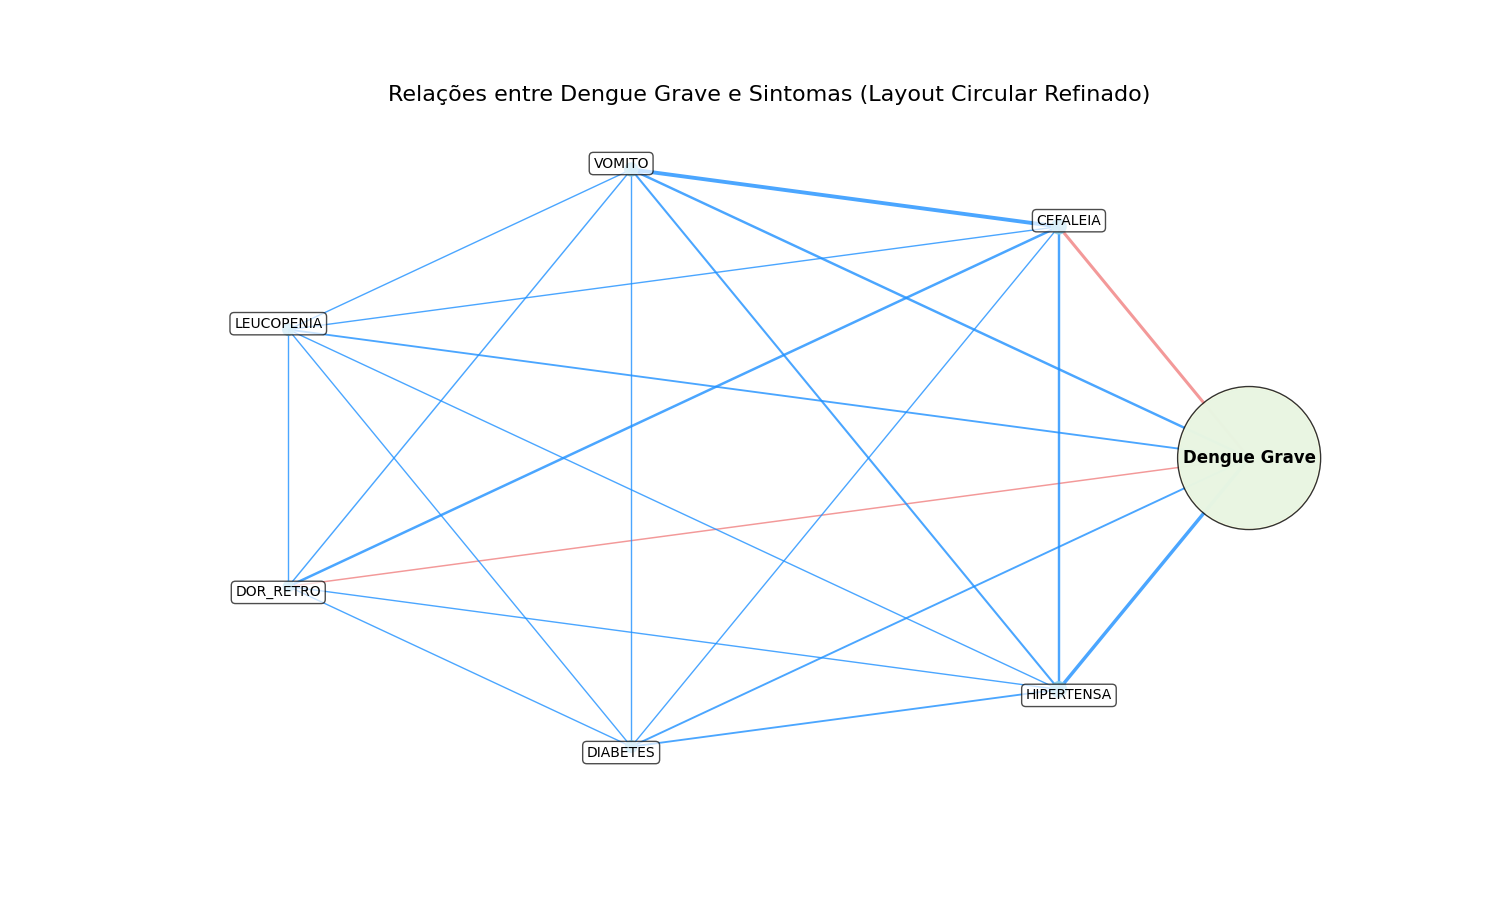 Relações entre Dengue Grave e Sintomas (Layout Circular Refinado)
VOMITO
CEFALEIA
LEUCOPENIA
Dengue Grave
DOR_RETRO
HIPERTENSA
DIABETES